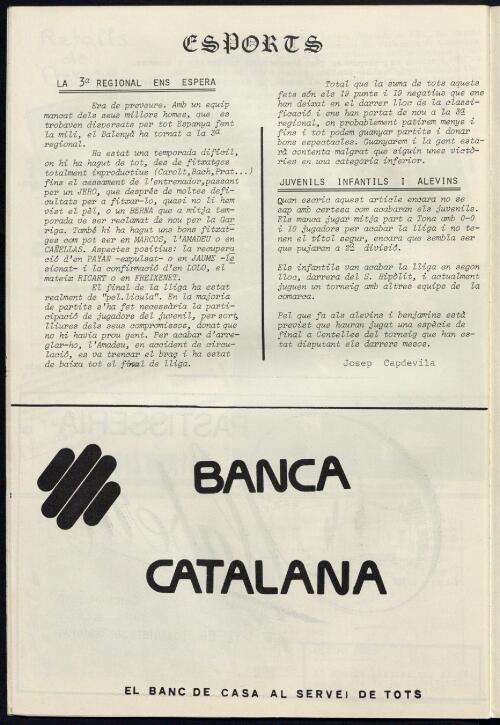 ESPORTS
LA 3ª REGIONAL ENS ESPERA
Era de preveure. Amb un equip
mancat dels seus millors homes, que es
trobaven dispersats per tot Espanya fent
la mili, el Balenyà ha tornat a la 3ª
regional.
Ha estat una temporada difícil,
on hi ha hagut de tot, des de fitxatges
totalment inproductius (Carolt,Bach,Prat...)
fins el cessament de l'entrenador,passant
per un JERO, que després de moltes defi-
cultats per a fitxar-lo, quasi no li hem
vist el pèl, o un BERNA que a mitja tem-
porada va ser reclamat de nou per la Gar
riga. També hi ha hagut uns bons fitxat-
ges com pot ser en MARCOS, L'AMADEU o en
CAÑELLAS. Aspectes positius: la recupera
ció d'en PAYAN -expulsat- o en JAUME -le
sionat- i la confirmació d'en LOLO, el
mateix RICART o en FREIXENET.
El final de la lliga ha estat
realment de "pel.lícula". En la majoria
de partits s'ha fet necessària la parti-
cipació de jugadors del juvenil, per sort,
lliures dels seus compromisos, donat que
no hi havia prou gent. Per acabar d'arre-
glar-ho, l'Amadeu, en accident de circu-
lació, es va trencar el braç i ha estat
de baixa tot el final de lliga.
Total que la suma de tots aquets
fets són els 19 punts i 19 negatius que ens
han deixat en el darrer lloc de la classi-
ficació i ens han portat de nou a la 3ª
regional, on probablement patirem menys i
fins i tot podem guanyar partits i donar
bons espectacles. Guanyarem i la gent esta-
rà contenta malgrat que siguin unes victò-
ries en una categoria inferior.
JUVENILS INFANTILS I ALEVINS
Quan escric aquest article encara no se
sap amb certesa com acabaran els juvenils.
Els manca jugar mitja part a Tona amb 0-0
i 10 jugadors per acabar la lliga i no te-
nen el títol segur, encara que sembla ser
que pujaran a 2ª divisió.
Els infantils van acabar la lliga en segon
lloc, darrera del S. Hipòlit, i actualment
juguen un torneig amb altres equips de la
comarca.
Pel que fa als alevins i benjamins està
previst que hauran jugat una espècie de
final a Centelles del torneig que han es-
tat disputant els darrers mesos.
Josep Capdevila
BANCA
CATALANA
EL BANC DE CASA AL SERVEI DE TOTS